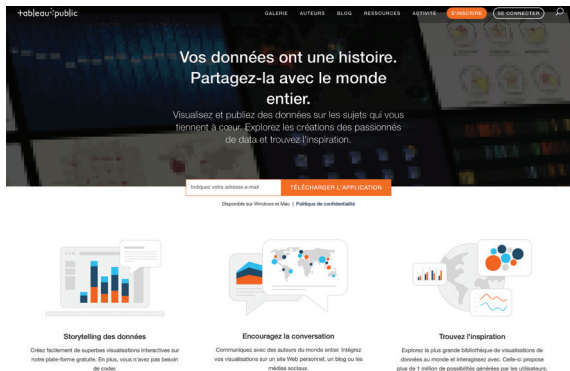 +ableau public
GALERIE AUTEURS BLOG RESSOURCES ACTIVITÉ S'INSCRIRE SE CONNECTER
Vos données ont une histoire.
Partagez-la avec le monde
entier.
Visualisez et publiez des données sur les sujets qui vous
tiennent à cœur. Explorez les créations des passionnés
de data et trouvez l'inspiration.
Indiquez votre adresse e-mail TÉLÉCHARGER L'APPLICATION
Disponible sur Windows et Mac | Politique de confidentialité
Storytelling des données
Créez facilement de superbes visualisations interactives sur
notre plate-forme gratuite. En plus, vous n'avez pas besoin
de coder.
Encouragez la conversation
Communiquez avec des auteurs du monde entier. Intégrez
vos visualisations sur un site Web personnel, un blog ou les
médias sociaux.
Trouvez l'inspiration
Explorez la plus grande bibliothèque de visualisations de
données au monde et interagissez avec. Celle-ci propose
plus de 1 million de possibilités générées par les utilisateurs.